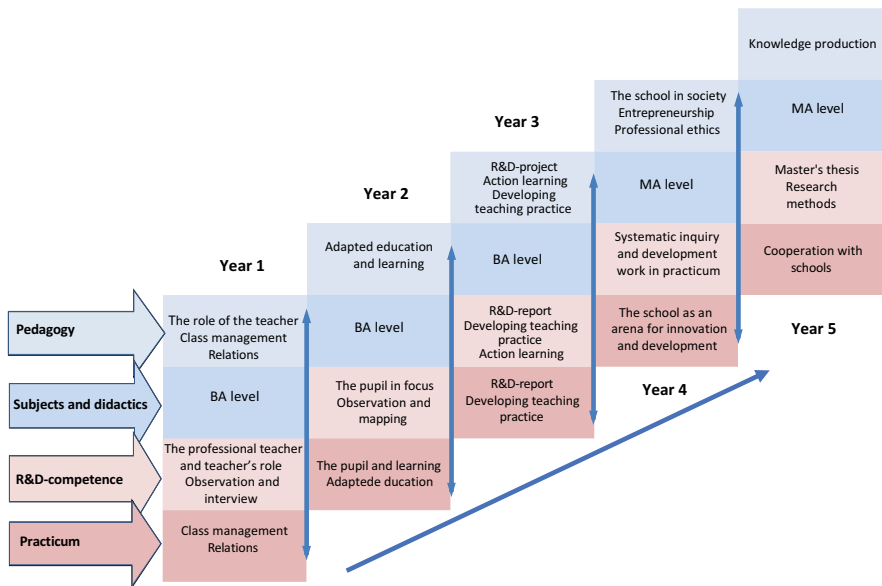 Pedagogy
Subjects and didactics
R&D-competence
Practicum
Year 1
The role of the teacher
Class management
Relations
BA level
The professional teacher
and teacher’s role
Observation and
interview
Class management
Relations
Year 2
Adapted education
and learning
BA level
The pupil in focus
Observation and
mapping
The pupil and learning
Adaptede ducation
Year 3
R&D-project
Action learning
Developing
teaching practice
BA level
R&D-report
Developing teaching
practice
Action learning
R&D-report
Developing teaching
practice
The school in society
Entrepreneurship
Professional ethics
MA level
Systematic inquiry
and development
work in practicum
The school as an
arena for innovation
and development
Year 4
Knowledge production
MA level
Master's thesis
Research
methods
Cooperation with
schools
Year 5